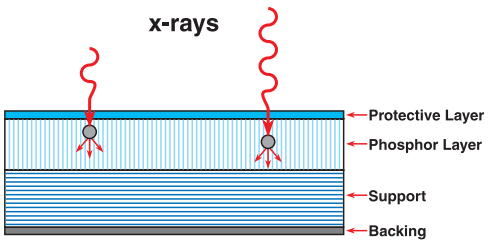 x-rays
Protective Layer
Phosphor Layer
Support
Backing